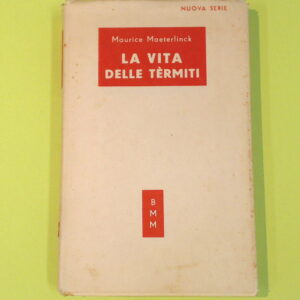 NUOVA SERIE
Maurice Maeterlinck
LA VITA
DELLE TÈRMITI
B
M
M